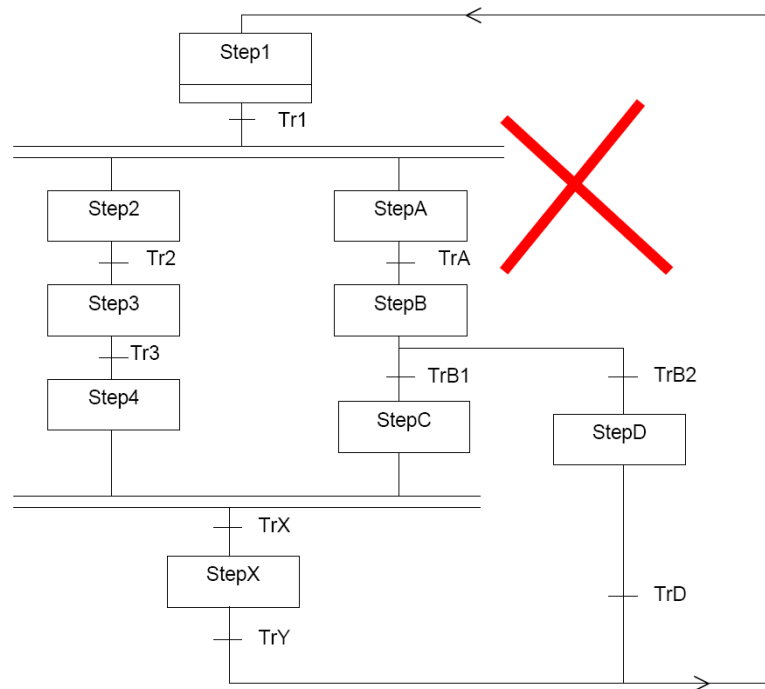 Step1
Tr1
Step2
StepA
Tr2
TrA
Step3
StepB
Tr3
TrB1
TrB2
Step4
StepC
StepD
TrX
StepX
TrD
TrY